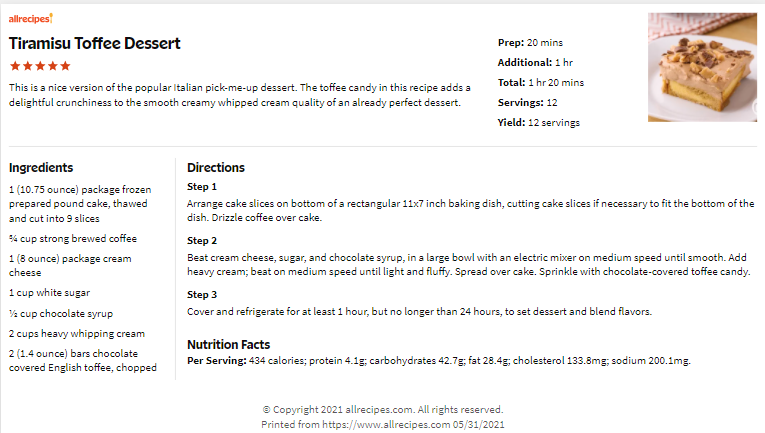 allrecipes!
Tiramisu Toffee Dessert
This is a nice version of the popular Italian pick-me-up dessert. The toffee candy in this recipe adds a
delightful crunchiness to the smooth creamy whipped cream quality of an already perfect dessert.
Prep: 20 mins
Additional: 1 hr
Total: 1 hr 20 mins
Servings: 12
Yield: 12 servings
Ingredients
1 (10.75 ounce) package frozen
prepared pound cake, thawed
and cut into 9 slices
¾ cup strong brewed coffee
1 (8 ounce) package cream
cheese
1 cup white sugar
½ cup chocolate syrup
2 cups heavy whipping cream
2 (1.4 ounce) bars chocolate
covered English toffee, chopped
Directions
Step 1
Arrange cake slices on bottom of a rectangular 11x7 inch baking dish, cutting cake slices if necessary to fit the bottom of the
dish. Drizzle coffee over cake.
Step 2
Beat cream cheese, sugar, and chocolate syrup, in a large bowl with an electric mixer on medium speed until smooth. Add
heavy cream; beat on medium speed until light and fluffy. Spread over cake. Sprinkle with chocolate-covered toffee candy.
Step 3
Cover and refrigerate for at least 1 hour, but no longer than 24 hours, to set dessert and blend flavors.
Nutrition Facts
Per Serving: 434 calories; protein 4.1g; carbohydrates 42.7g; fat 28.4g; cholesterol 133.8mg; sodium 200.1mg.
© Copyright 2021 allrecipes.com. All rights reserved.
Printed from https://www.allrecipes.com 05/31/2021